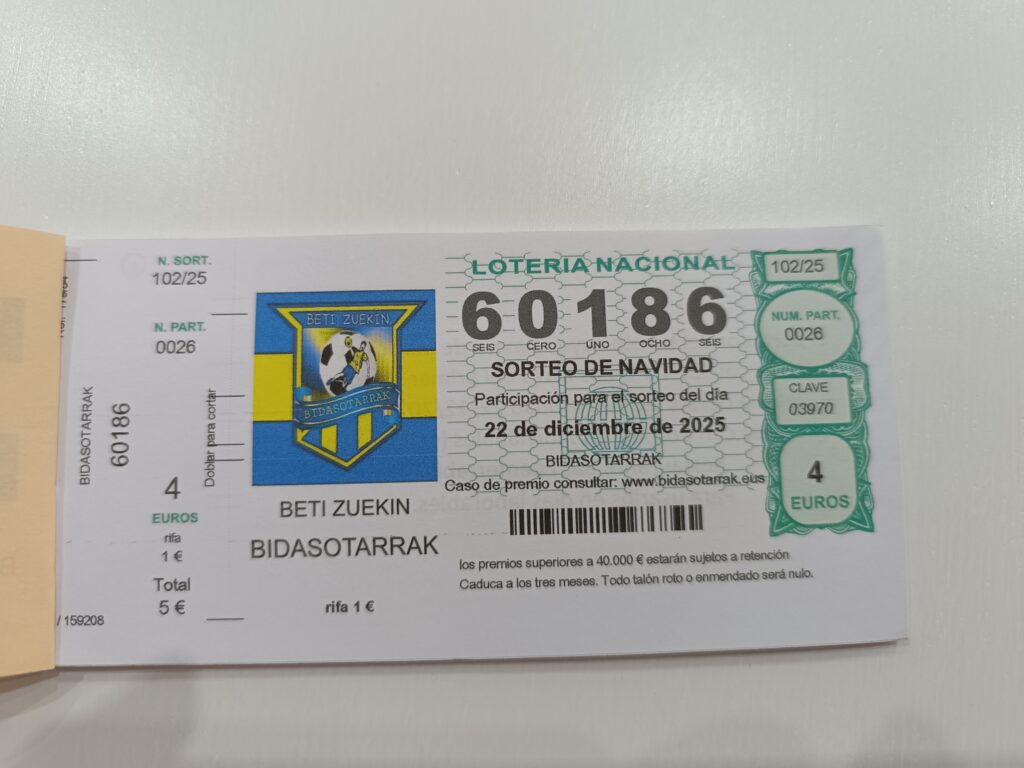 N. SORT.
102/25
N. PART.
0026
BIDASOTARRAK
60186
Doblar para cortar
4
EUROS
rifa
1 €
Total
5 €
/ 159208
BETI ZUEKIN
BIDASOTARRAK
BETI ZUEKIN
BIDASOTARRAK
rifa 1 €
LOTERIA NACIONAL
60186
SEIS CERO UNO OCHO SEIS
SORTEO DE NAVIDAD
Participación para el sorteo del día
22 de diciembre de 2025
BIDASOTARRAK
Caso de premio consultar: www.bidasotarrak.eus
los premios superiores a 40.000 € estarán sujetos a retención
Caduca a los tres meses. Todo talón roto o enmendado será nulo.
102/25
NUM. PART.
0026
CLAVE
03970
4
EUROS